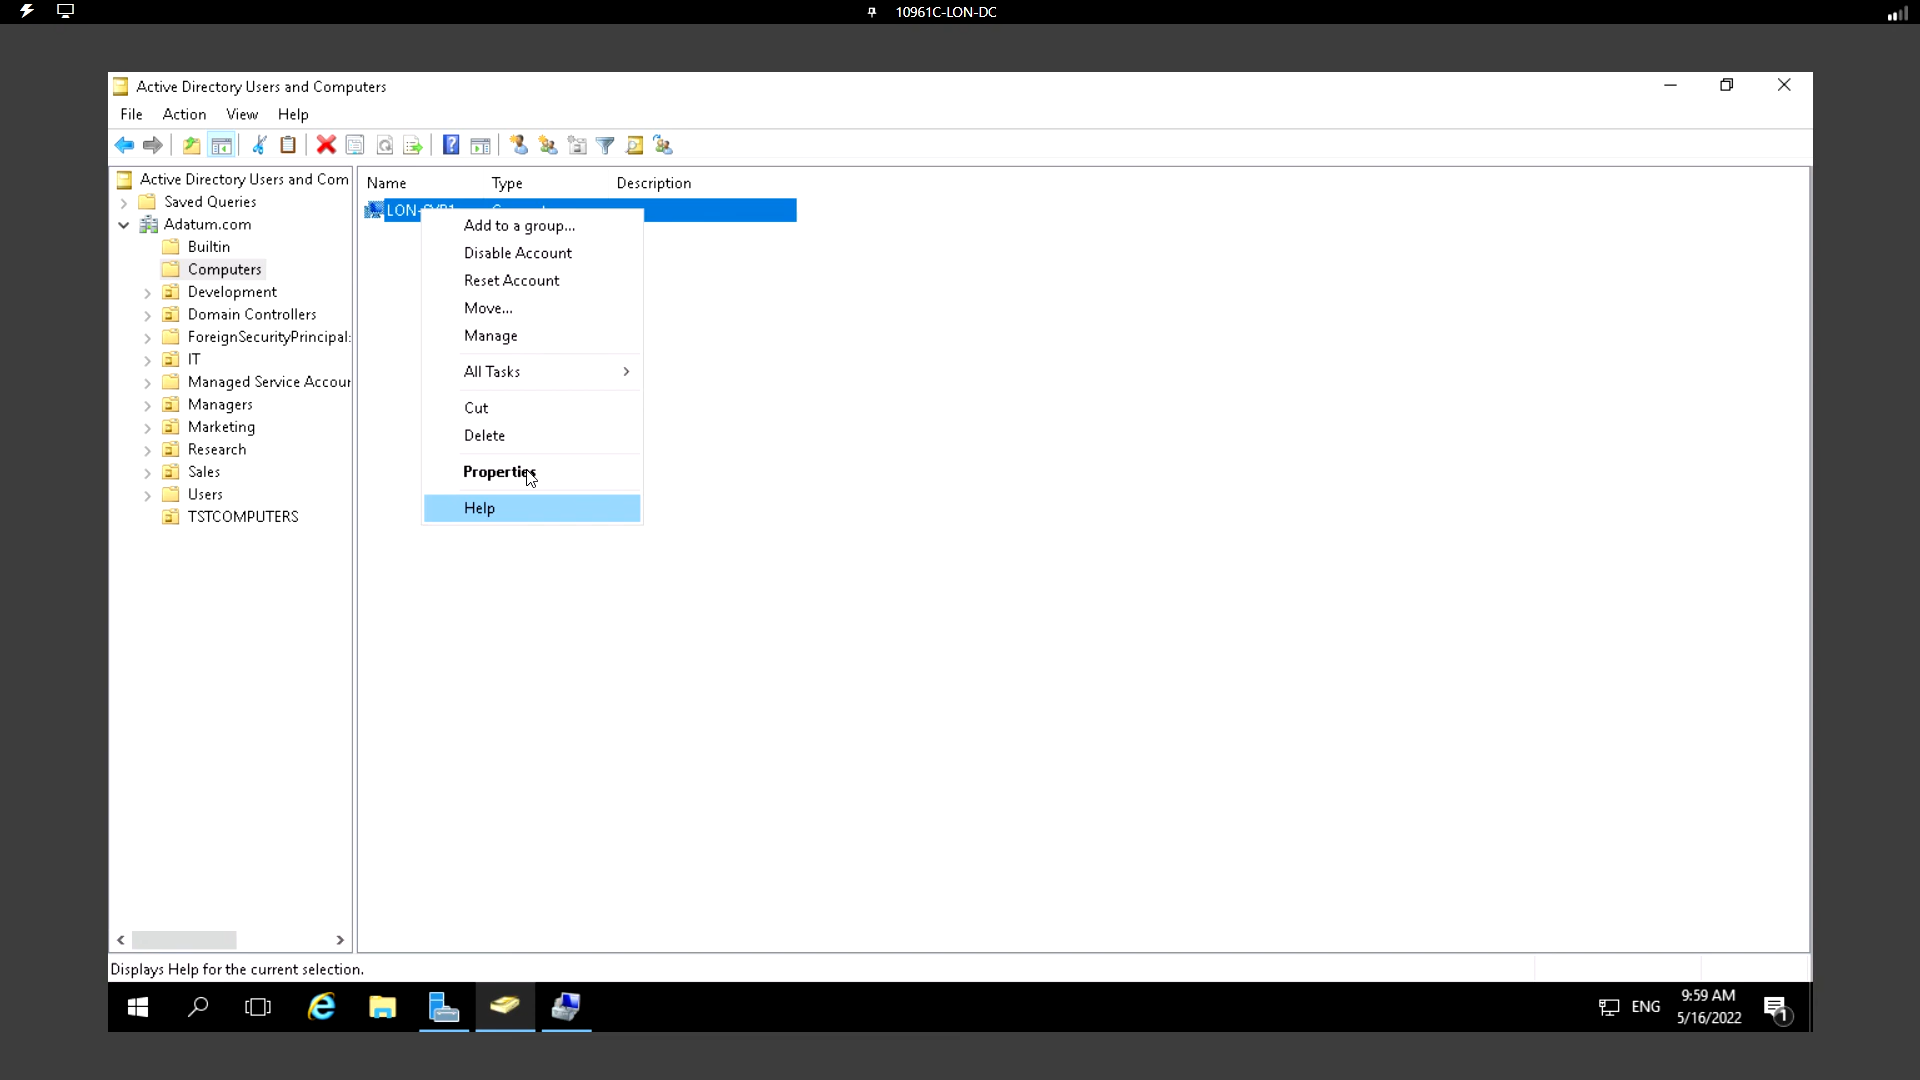 10961C-LON-DC
Active Directory Users and Computers
File Action View Help
Active Directory Users and Com
Saved Queries
Adatum.com
Builtin
Computers
Development
Domain Controllers
ForeignSecurityPrincipal:
IT
Managed Service Accour
Managers
Marketing
Research
Sales
Users
TSTCOMPUTERS
Name Type Description
Add to a group...
Disable Account
Reset Account
Move...
Manage
All Tasks
Cut
Delete
Properties
Help
Displays Help for the current selection.
ENG
9:59 AM
5/16/2022
1